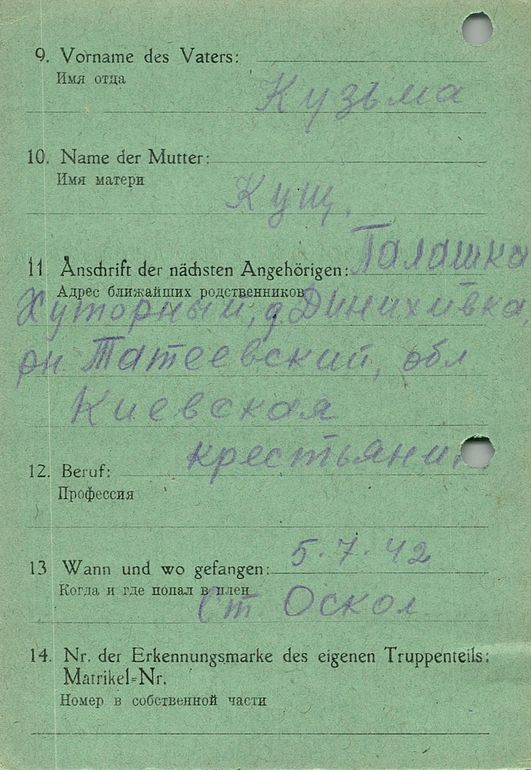 9. Vorname des Vaters:
Имя отца
Кузьма
10. Name der Mutter:
Имя матери
Кущ,
11 Anschrift der nächsten Angehörigen: Палашка
Адрес ближайших родственников
Хуторный, д. Динихивка
рн Татеевский, обл
Киевская
крестьянин
12. Beruf:
Профессия
13 Wann und wo gefangen: 5.7.42
Когда и где попал в плен
Ст Оскол
14. Nr. der Erkennungsmarke des eigenen Truppenteils:
Matrikel-Nr.
Номер в собственной части